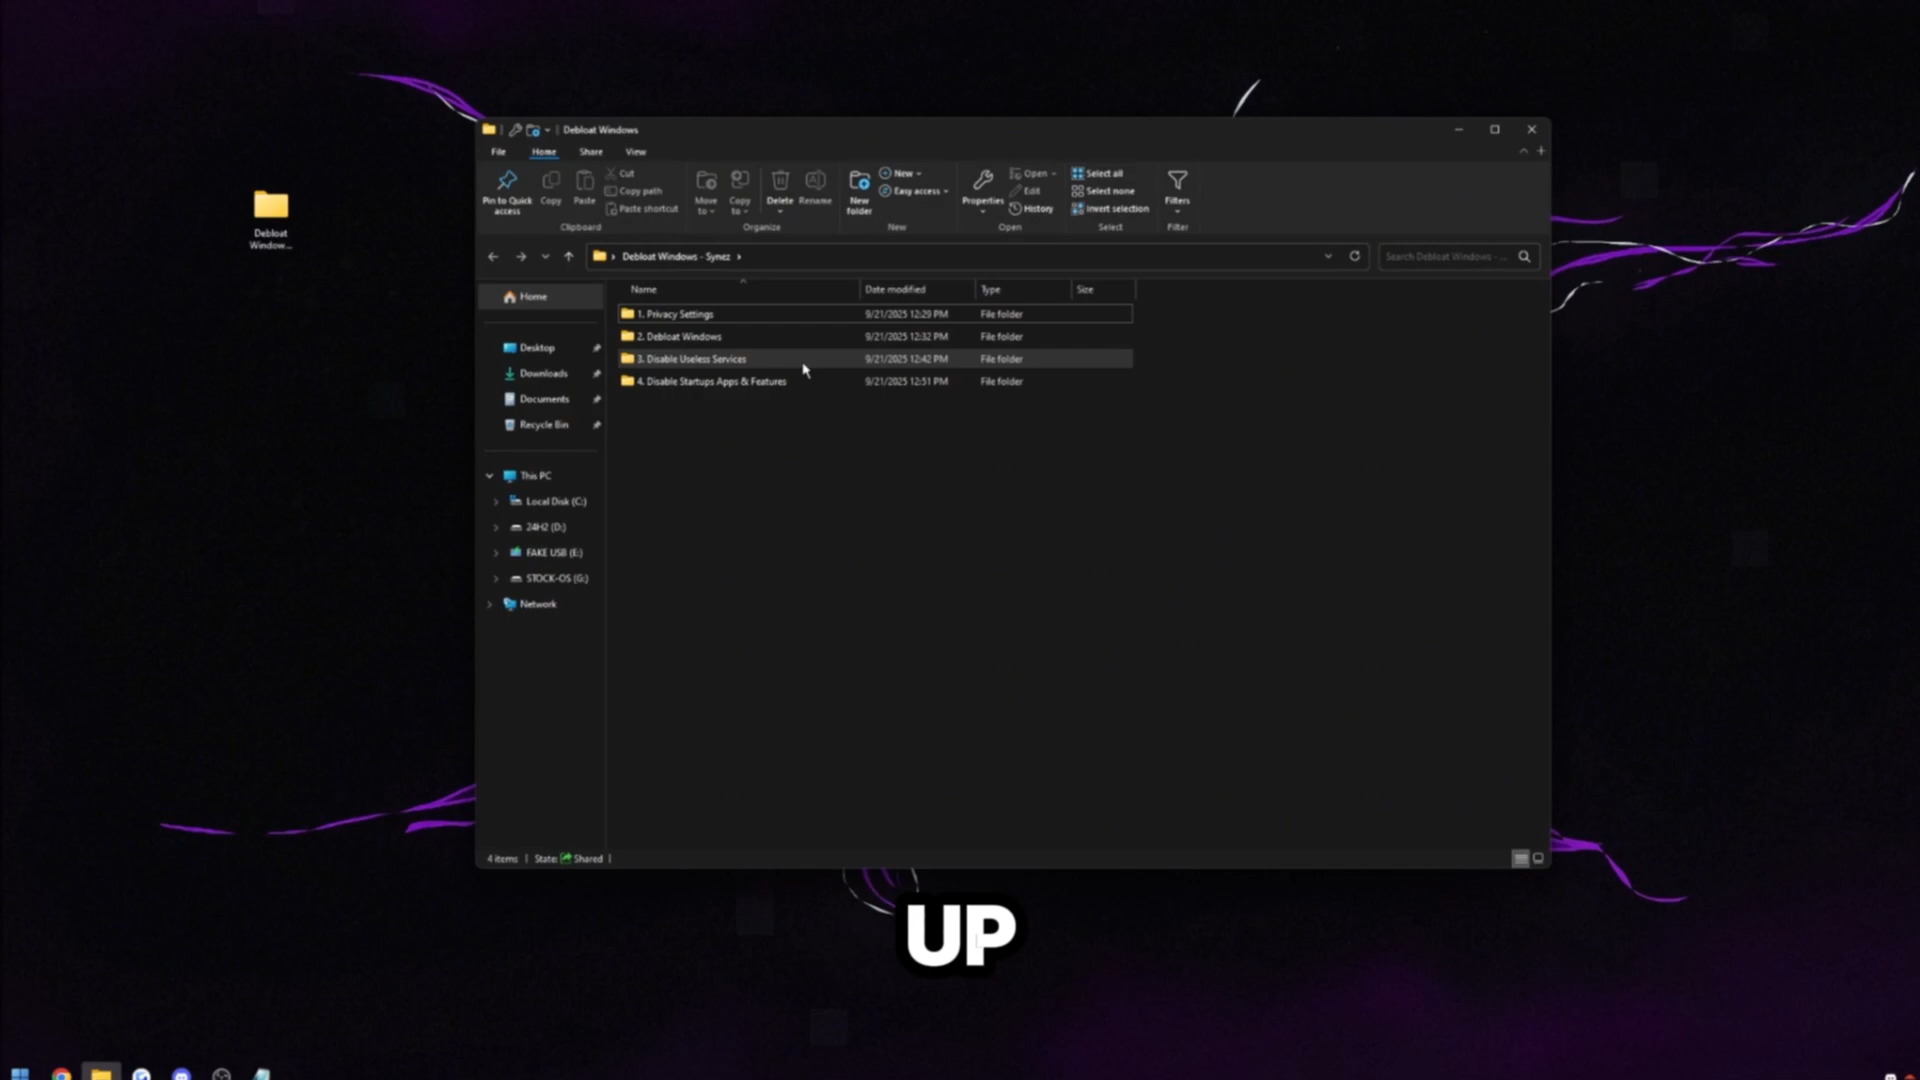 Debloat Windows
File Home Share View
Pin to Quick access
Copy
Paste
Cut
Copy path
Paste shortcut
Clipboard
Move to
Copy to
Delete
Rename
Organize
New folder
New
Easy access
New
Properties
Open
Edit
History
Open
Select all
Select none
Invert selection
Select
Filters
Filter
Debloat
Window...
Debloat Windows - Synez
Search Debloat Windows - ...
Name Date modified Type Size
1. Privacy Settings 9/21/2025 12:29 PM File folder
2. Debloat Windows 9/21/2025 12:32 PM File folder
3. Disable Useless Services 9/21/2025 12:42 PM File folder
4. Disable Startups Apps & Features 9/21/2025 12:51 PM File folder
Home
Desktop
Downloads
Documents
Recycle Bin
This PC
Local Disk (C:)
24H2 (D:)
FAKE USB (E:)
STOCK-OS (G:)
Network
4 items State: Shared
UP